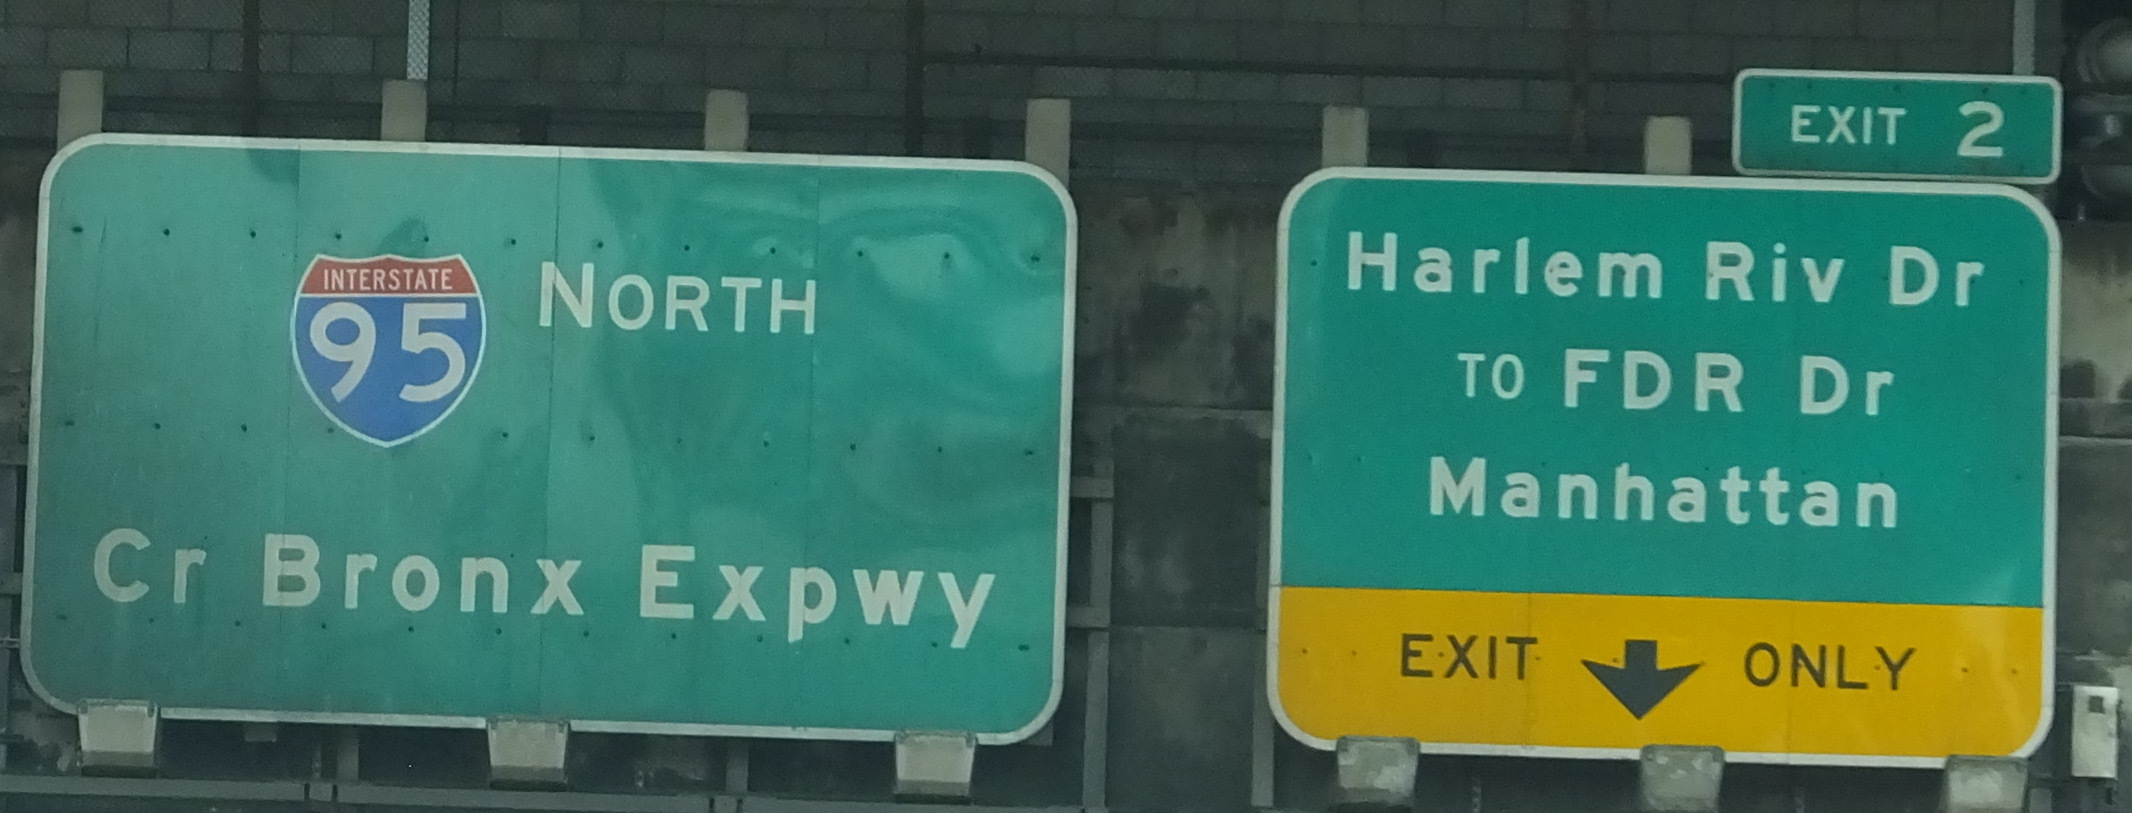 INTERSTATE
95 NORTH
Cr Bronx Expwy
EXIT 2
Harlem Riv Dr
TO FDR Dr
Manhattan
EXIT ONLY